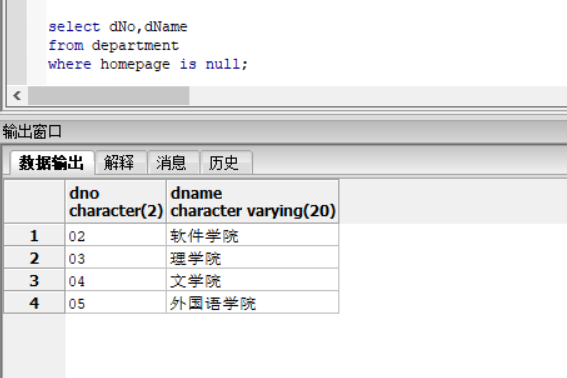 select dNo,dName
from department
where homepage is null;
输出窗口
数据输出 解释 消息 历史
dno dname
character(2) character varying(20)
1 02 软件学院
2 03 理学院
3 04 文学院
4 05 外国语学院